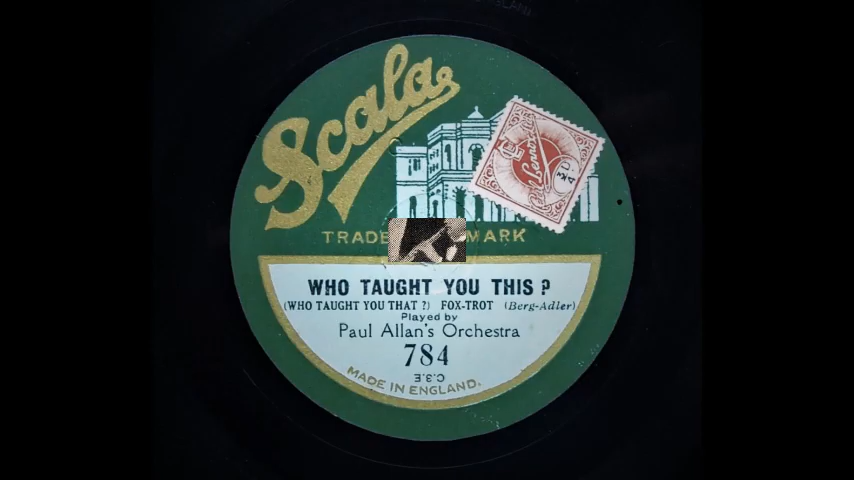 Scala
TRADE MARK
WHO TAUGHT YOU THIS?
(WHO TAUGHT YOU THAT?) FOX-TROT (Berg-Adler)
Played by
Paul Allan's Orchestra
784
C.3.E
MADE IN ENGLAND.